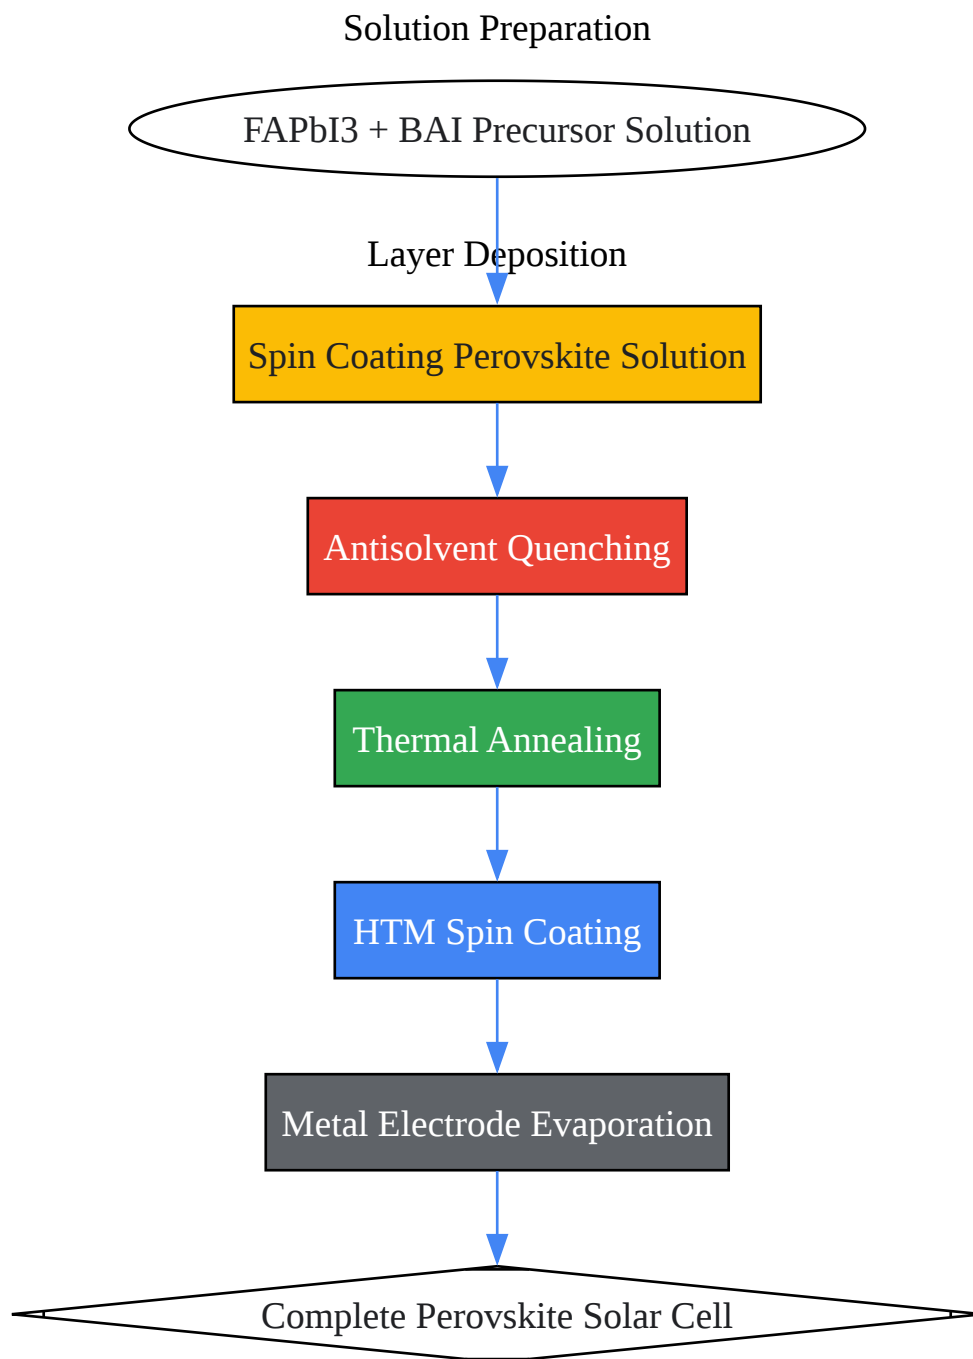 Solution Preparation
FAPbI3 + BAI Precursor Solution
Layer Deposition
Spin Coating Perovskite Solution
Antisolvent Quenching
Thermal Annealing
HTM Spin Coating
Metal Electrode Evaporation
Complete Perovskite Solar Cell